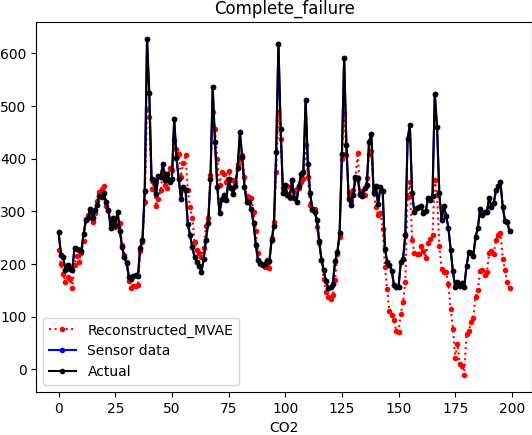 Complete_failure
600
500
400
300
200
100
0
Reconstructed_MVAE
Sensor data
Actual
0 25 50 75 100 125 150 175 200
CO2